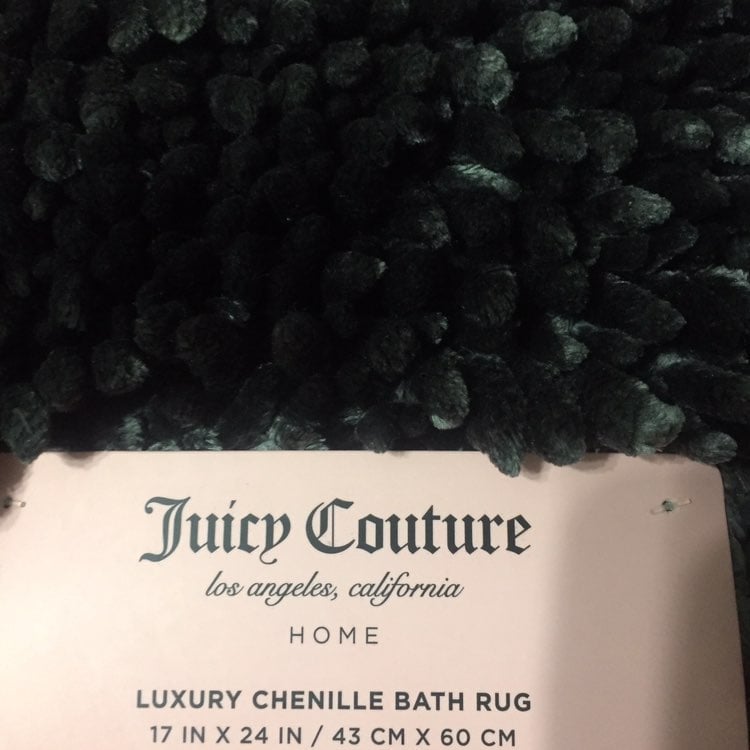 Juicy Couture
los angeles, california
HOME
LUXURY CHENILLE BATH RUG
17 IN X 24 IN / 43 CM X 60 CM